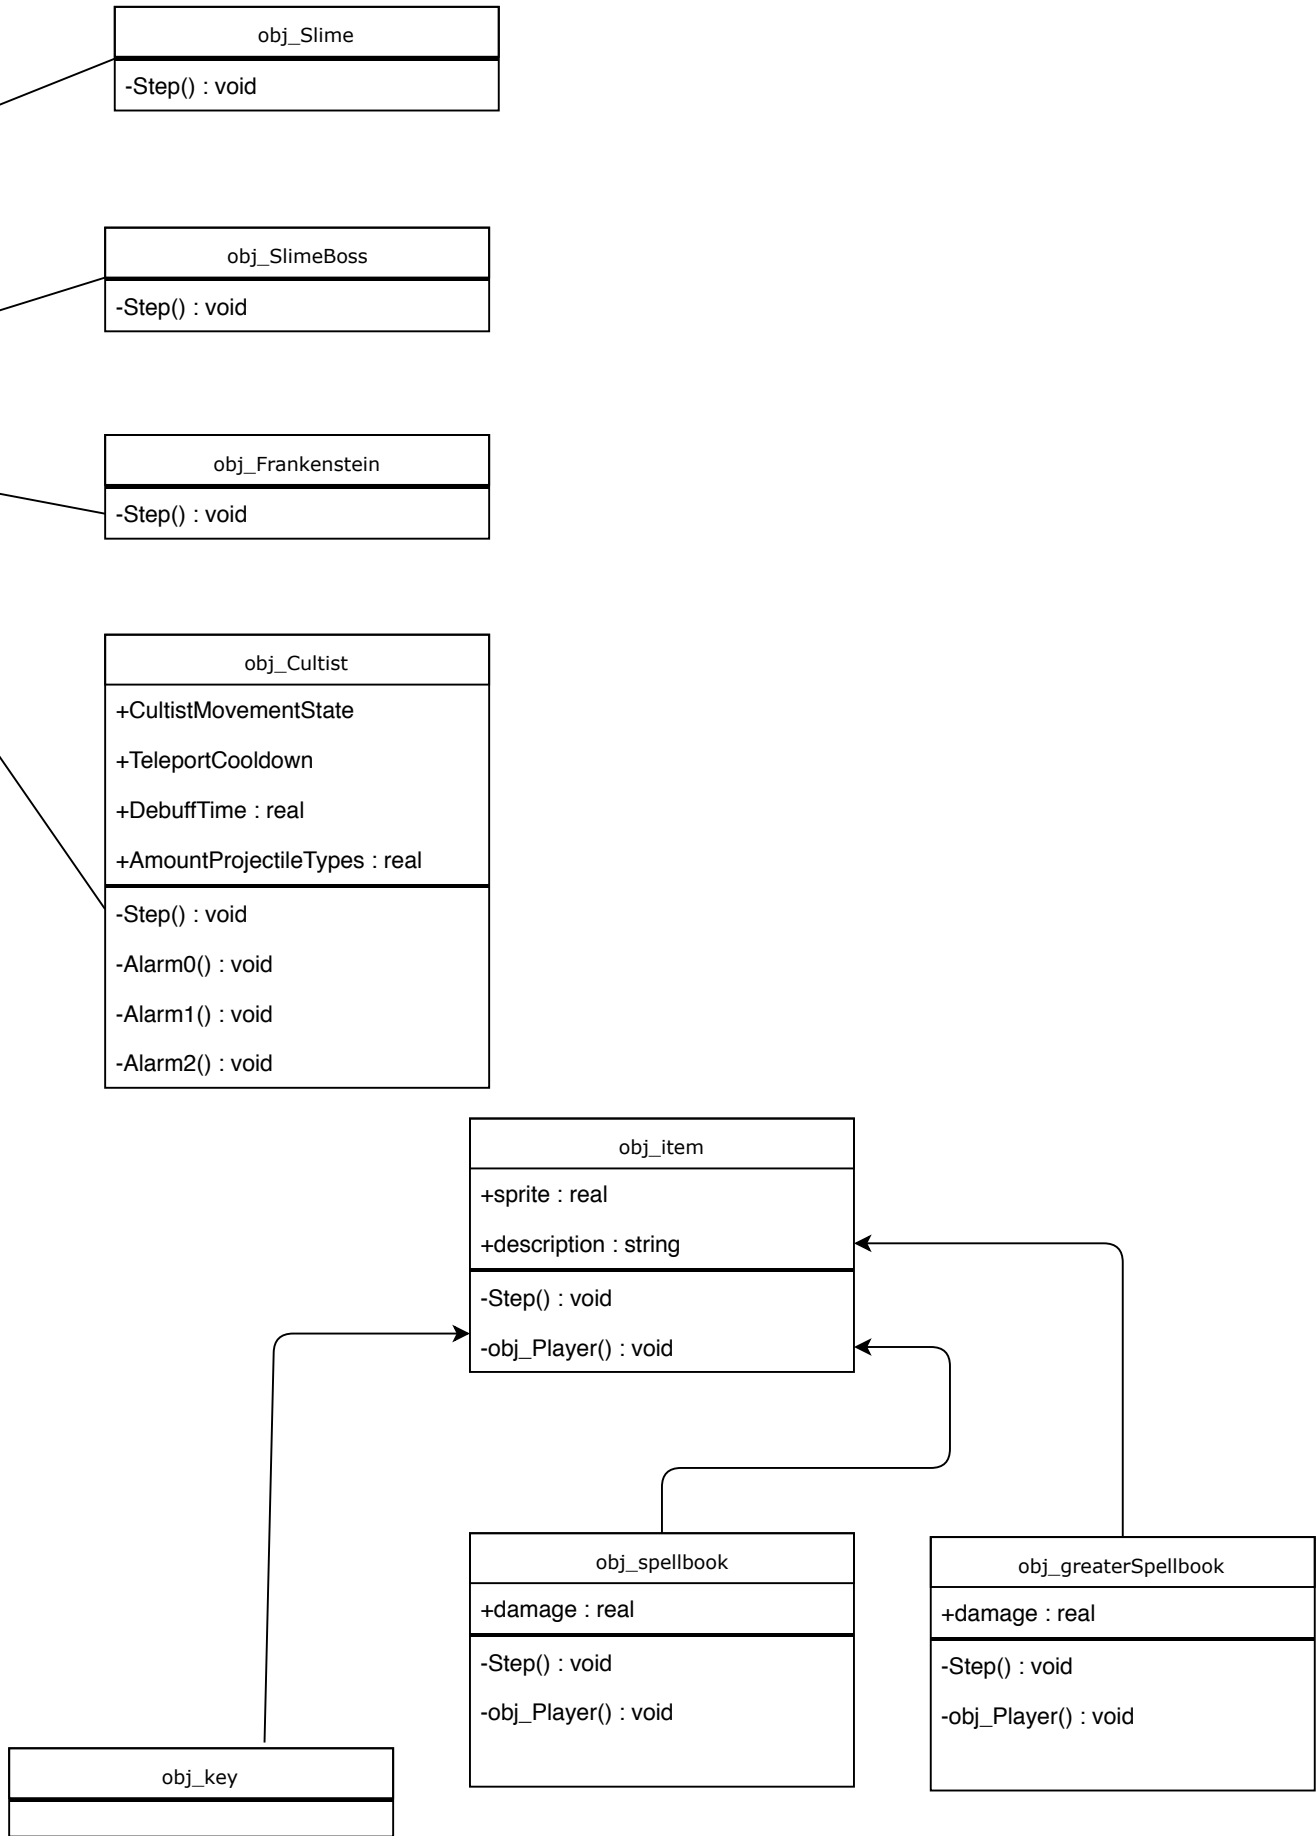 obj_Slime
-Step() : void
obj_SlimeBoss
-Step() : void
obj_Frankenstein
-Step() : void
obj_Cultist
+CultistMovementState
+TeleportCooldown
+DebuffTime : real
+AmountProjectileTypes : real
-Step() : void
-Alarm0() : void
-Alarm1() : void
-Alarm2() : void
obj_item
+sprite : real
+description : string
-Step() : void
-obj_Player() : void
obj_spellbook
+damage : real
-Step() : void
-obj_Player() : void
obj_greaterSpellbook
+damage : real
-Step() : void
-obj_Player() : void
obj_key